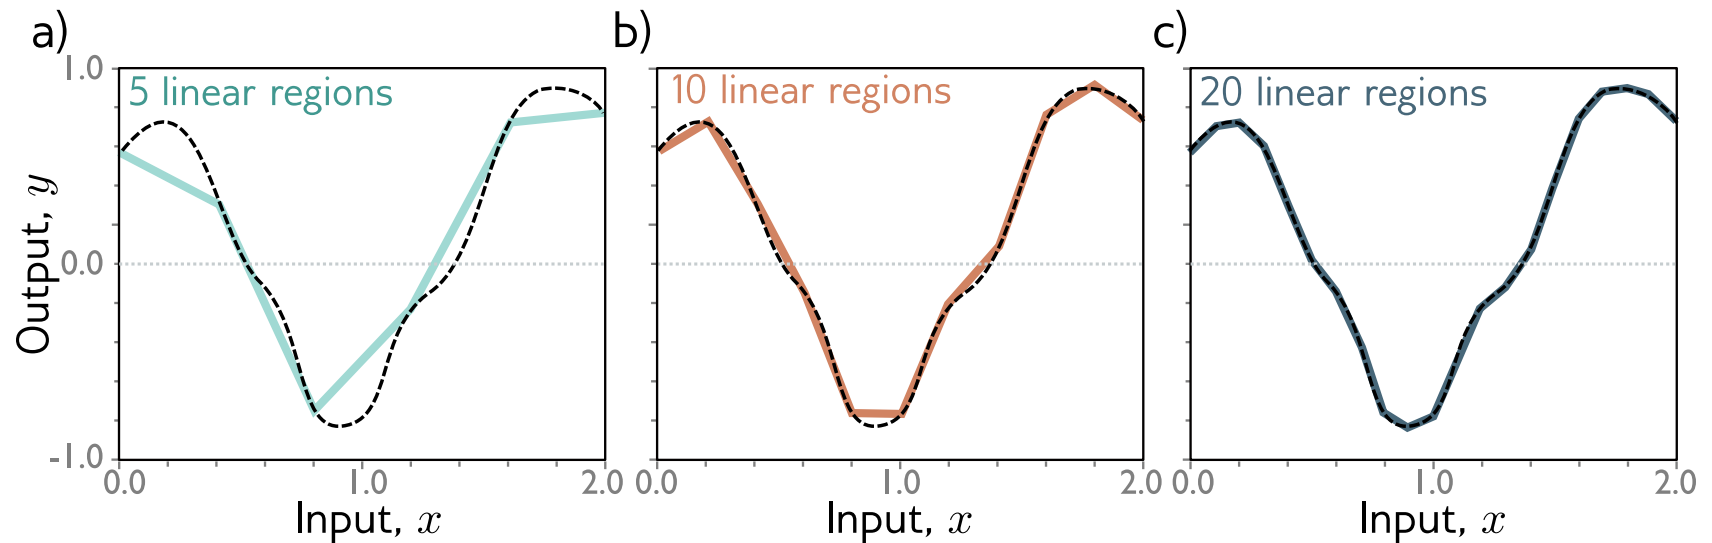 a)
5 linear regions
1.0
0.0
-1.0
Output, y
0.0 1.0 2.0
Input, x
b)
10 linear regions
0.0 1.0 2.0
Input, x
c)
20 linear regions
0.0 1.0 2.0
Input, x